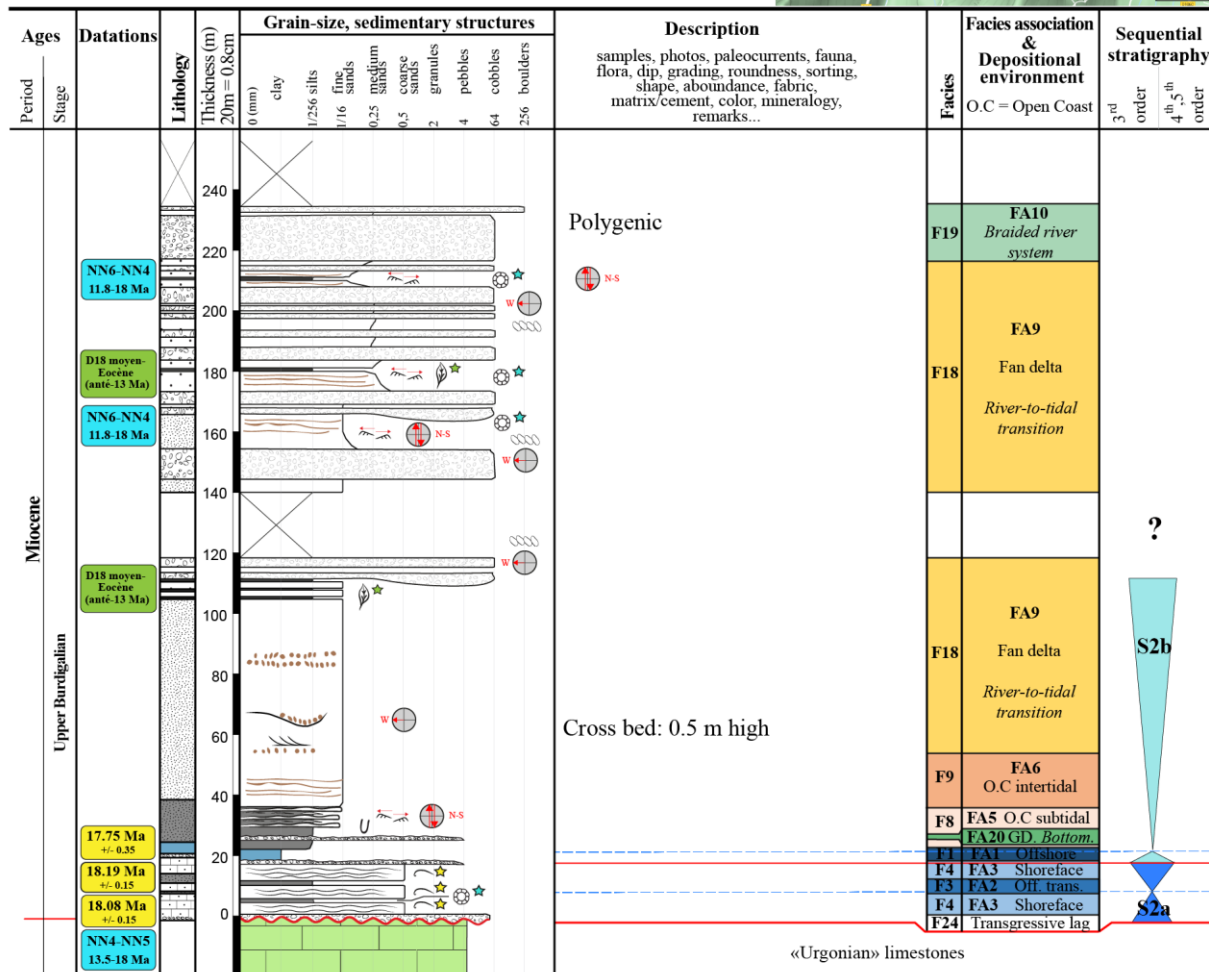 Ages
Period
Stage
Datations
Lithology
Thickness (m)
20m = 0.8cm
Grain-size, sedimentary structures
0 (mm)
clay
1/256 silts
1/16 fine sands
0,25 medium sands
0,5 coarse sands
2 granules
4 pebbles
64 cobbles
256 boulders
Description
samples, photos, paleocurrents, fauna,
flora, dip, grading, roundness, sorting,
shape, aboundance, fabric,
matrix/cement, color, mineralogy,
remarks...
Facies
Facies association
&
Depositional
environment
O.C = Open Coast
Sequential
stratigraphy
3rd
order
4th,5th
order
Miocene
Upper Burdigalian
NN6-NN4
11.8-18 Ma
D18 moyen-
Eocène
(anté-13 Ma)
NN6-NN4
11.8-18 Ma
D18 moyen-
Eocène
(anté-13 Ma)
17.75 Ma
+/- 0.35
18.19 Ma
+/- 0.15
18.08 Ma
+/- 0.15
NN4-NN5
13.5-18 Ma
240
220
200
180
160
140
120
100
80
60
40
20
0
W
N-S
W
W
W
N-S
Polygenic
N-S
Cross bed: 0.5 m high
«Urgonian» limestones
F19
FA10
Braided river
system
F18
FA9
Fan delta
River-to-tidal
transition
F18
FA9
Fan delta
River-to-tidal
transition
F9
FA6
O.C intertidal
F8
FA5 O.C subtidal
FA20 GD. Bottom.
F1 FA1 Offshore
F4 FA3 Shoreface
F3 FA2 Off. trans.
F4 FA3 Shoreface
F24 Transgressive lag
?
S2b
S2a